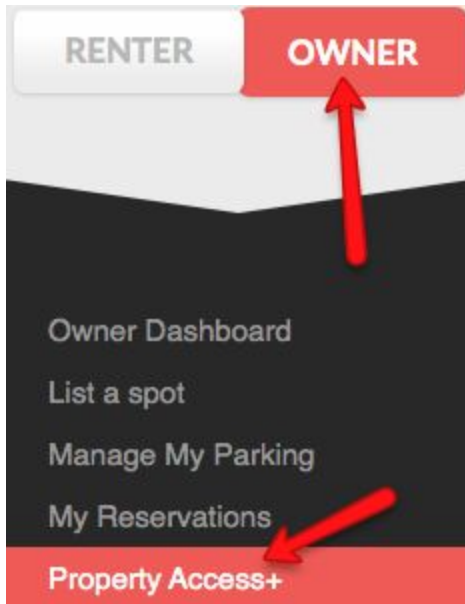 RENTER OWNER
Owner Dashboard
List a spot
Manage My Parking
My Reservations
Property Access+